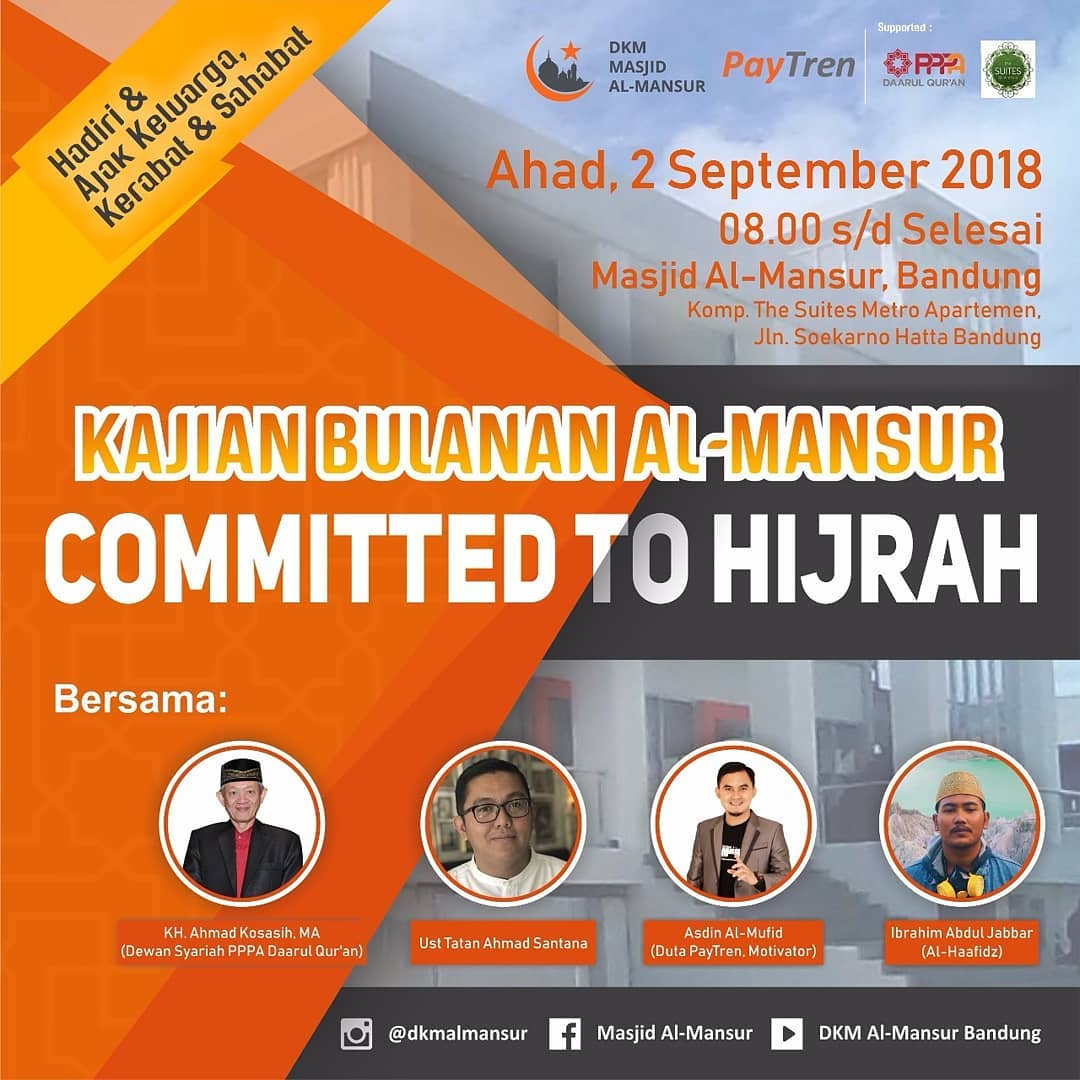 Hadiri &
Ajak Keluarga,
Kerabat & Sahabat
DKM
MASJID
AL-MANSUR
PayTren
Supported :
PPPA
DAARUL QUR'AN
SUITES
Ahad, 2 September 2018
08.00 s/d Selesai
Masjid Al-Mansur, Bandung
Komp. The Suites Metro Apartemen,
Jln. Soekarno Hatta Bandung
KAJIAN BULANAN AL-MANSUR
COMMITTED TO HIJRAH
Bersama:
KH. Ahmad Kosasih, MA
(Dewan Syariah PPPA Daarul Qur'an)
Ust Tatan Ahmad Santana
Asdin Al-Mufid
(Duta PayTren, Motivator)
Ibrahim Abdul Jabbar
(Al-Haafidz)
@dkmalmansur
Masjid Al-Mansur
DKM Al-Mansur Bandung